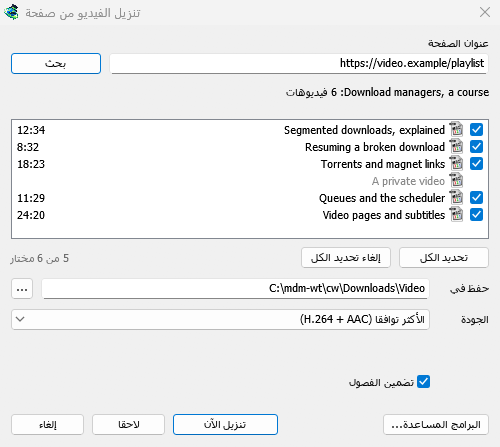 تنزيل الفيديو من صفحة
عنوان الصفحة
https://video.example/playlist
بحث
Download managers, a course: 6 فيديوهات
Segmented downloads, explained 12:34
Resuming a broken download 8:32
Torrents and magnet links 18:23
A private video
Queues and the scheduler 11:29
Video pages and subtitles 24:20
تحديد الكل
إلغاء تحديد الكل
5 من 6 مختار
حفظ في
C:\mdm-wt\cw\Downloads\Video
...
الجودة
الأكثر توافقا (H.264 + AAC)
تضمين الفصول
البرامج المساعدة...
تنزيل الآن
لاحقا
إلغاء